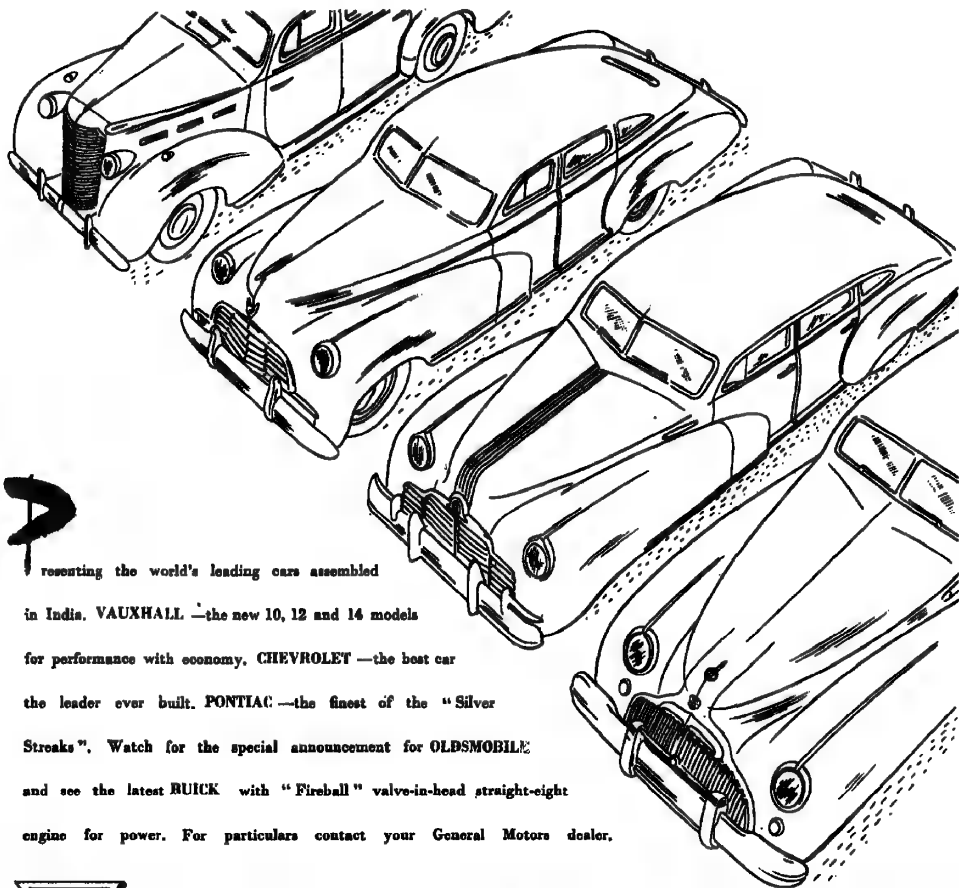 Presenting the world's leading cars assembled
in India. VAUXHALL —the new 10, 12 and 14 models
for performance with economy. CHEVROLET —the best car
the leader ever built. PONTIAC —the finest of the “Silver
Streaks”. Watch for the special announcement for OLDSMOBILE
and see the latest BUICK with “Fireball” valve-in-head straight-eight
engine for power. For particulars contact your General Motors dealer.